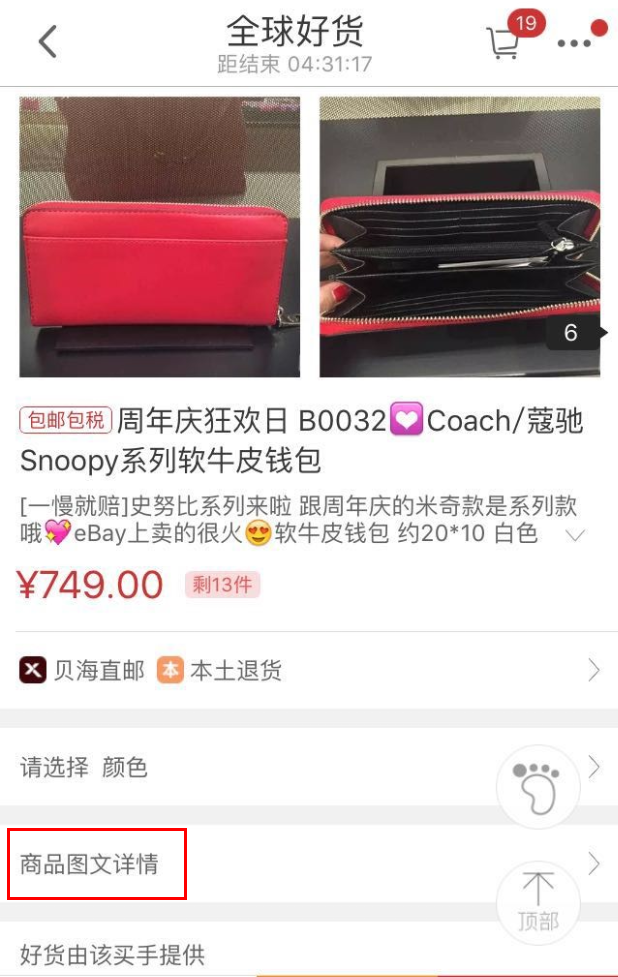 全球好货
19
距结束 04:31:17
6
包邮包税 周年庆狂欢日 B0032💟Coach/蔻驰
Snoopy系列软牛皮钱包
[一慢就赔]史努比系列来啦 跟周年庆的米奇款是系列款
哦💖eBay上卖的很火😍软牛皮钱包 约20*10 白色
¥749.00 剩13件
贝海直邮 本 本土退货
请选择 颜色
商品图文详情
顶部
好货由该买手提供